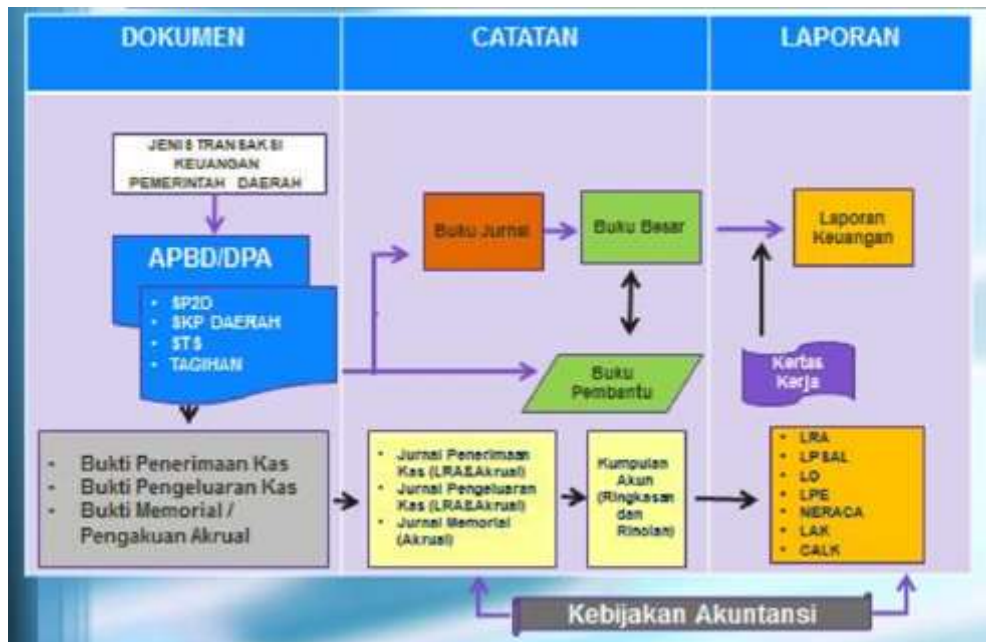 DOKUMEN
CATATAN
LAPORAN
JENIS TRANSAKSI
KEUANGAN
PEMERINTAH DAERAH
APBD/DPA
• SP2D
• SKP DAERAH
• STS
• TAGIHAN
Buku Jurnal
Buku Besar
Laporan
Keuangan
Buku
Pembantu
Kertas
Kerja
• Bukti Penerimaan Kas
• Bukti Pengeluaran Kas
• Bukti Memorial /
Pengakuan Akrual
• Jurnal Penerimaan
Kas (LRA&Akrual)
• Jurnal Pengeluaran
Kas (LRA&Akrual)
• Jurnal Memorial
(Akrual)
Kumpulan
Akun
(Ringkasan
dan
Rincian)
• LRA
• LPSAL
• LO
• LPE
• NERACA
• LAK
• CALK
Kebijakan Akuntansi